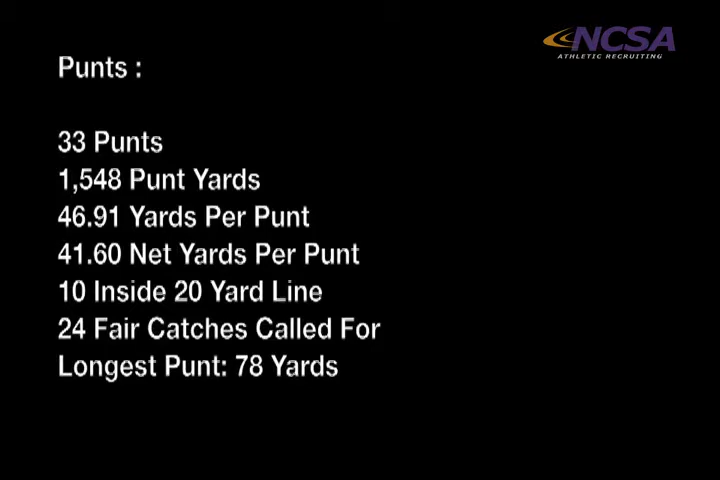 NCSA
ATHLETIC RECRUITING
Punts :
33 Punts
1,548 Punt Yards
46.91 Yards Per Punt
41.60 Net Yards Per Punt
10 Inside 20 Yard Line
24 Fair Catches Called For
Longest Punt: 78 Yards